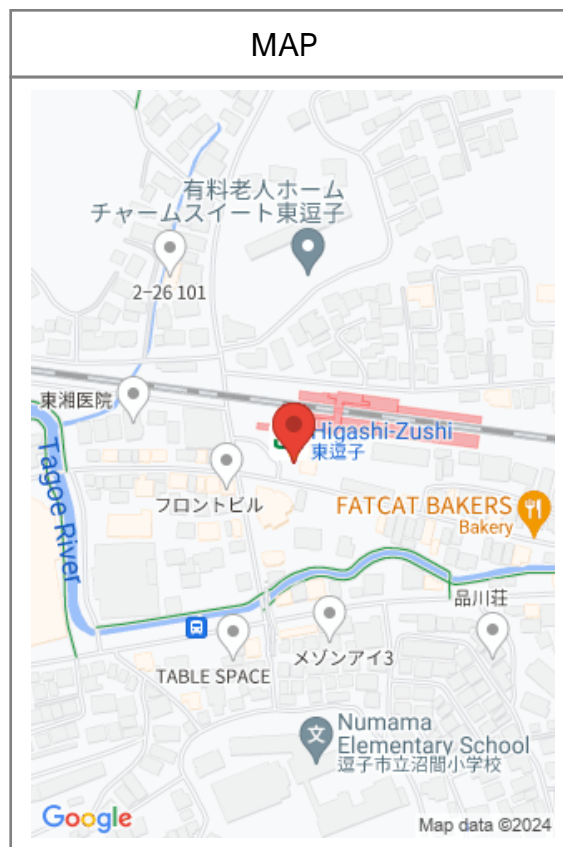 MAP
有料老人ホーム
チャームスイート東逗子
2-26 101
東湘医院
Higashi-Zushi
東逗子
Tagoe River
フロントビル
FATCAT BAKERS
Bakery
品川荘
メゾンアイ3
TABLE SPACE
文
Numama
Elementary School
逗子市立沼間小学校
Google
Map data ©2024